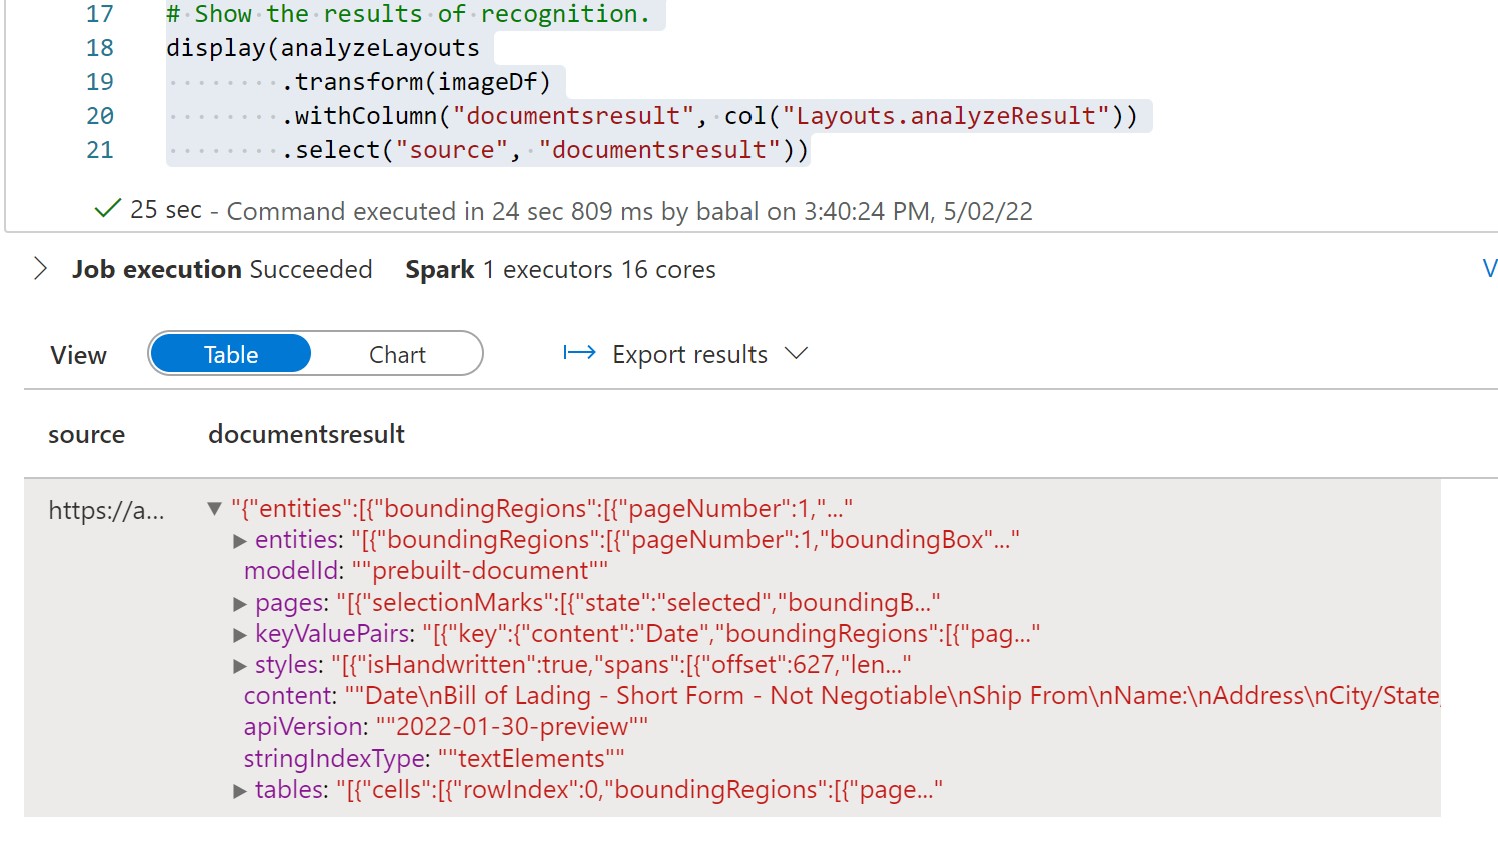 17 # Show the results of recognition.
18 display(analyzeLayouts
19 .transform(imageDf)
20 .withColumn("documentsresult", col("Layouts.analyzeResult"))
21 .select("source", "documentsresult"))
25 sec - Command executed in 24 sec 809 ms by babal on 3:40:24 PM, 5/02/22
Job execution Succeeded Spark 1 executors 16 cores V
View Table Chart Export results
source documentsresult
https://a... "{"entities":[{"boundingRegions":[{"pageNumber":1,"..."
entities: "[{"boundingRegions":[{"pageNumber":1,"boundingBox"..."
modelId: ""prebuilt-document""
pages: "[{"selectionMarks":[{"state":"selected","boundingB..."
keyValuePairs: "[{"key":{"content":"Date","boundingRegions":[{"pag..."
styles: "[{"isHandwritten":true,"spans":[{"offset":627,"len..."
content: ""Date\nBill of Lading - Short Form - Not Negotiable\nShip From\nName:\nAddress\nCity/State
apiVersion: ""2022-01-30-preview""
stringIndexType: ""textElements""
tables: "[{"cells":[{"rowIndex":0,"boundingRegions":[{"page..."